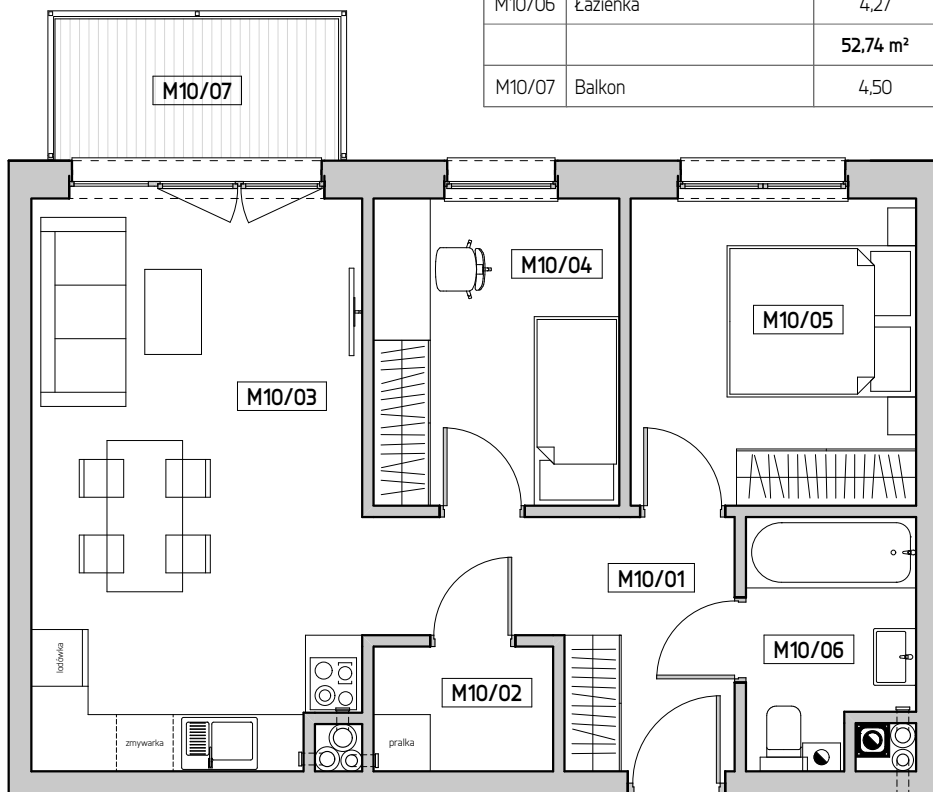 M10/06 Łazienka 4,27
52,74 m²
M10/07 Balkon 4,50
M10/07
M10/04
M10/05
M10/03
M10/01
M10/06
lodówka
M10/02
zmywarka
pralka